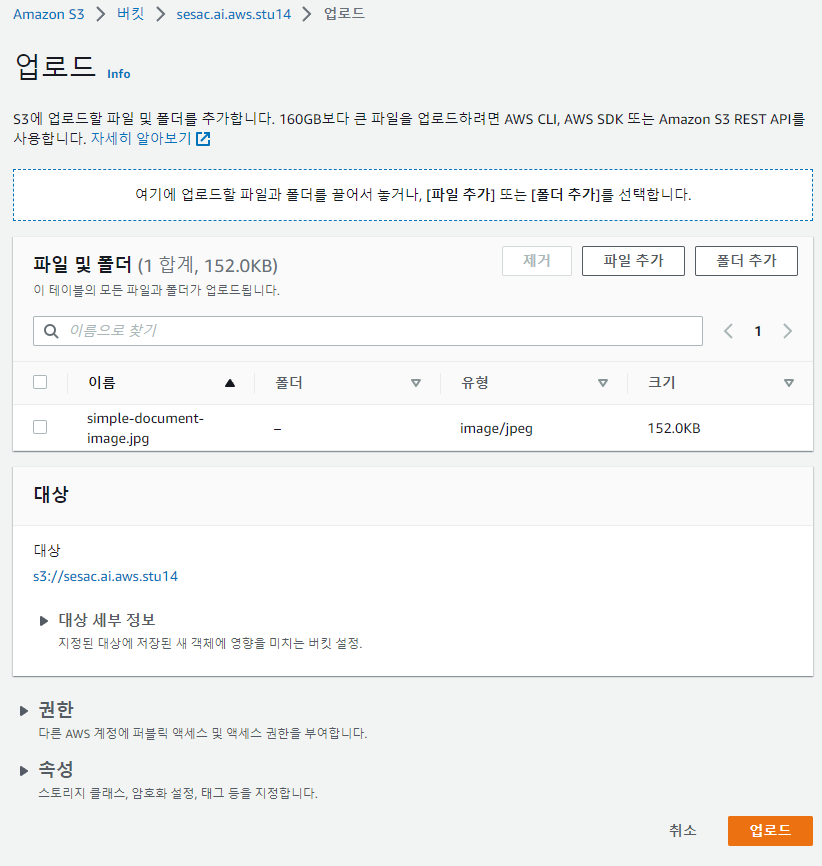 Amazon S3 > 버킷 > sesac.ai.aws.stu14 > 업로드
업로드 Info
S3에 업로드할 파일 및 폴더를 추가합니다. 160GB보다 큰 파일을 업로드하려면 AWS CLI, AWS SDK 또는 Amazon S3 REST API를
사용합니다. 자세히 알아보기
여기에 업로드할 파일과 폴더를 끌어서 놓거나, [파일 추가] 또는 [폴더 추가]를 선택합니다.
파일 및 폴더 (1 합계, 152.0KB) 제거 파일 추가 폴더 추가
이 테이블의 모든 파일과 폴더가 업로드됩니다.
이름으로 찾기 1
이름 폴더 유형 크기
simple-document-
image.jpg – image/jpeg 152.0KB
대상
대상
s3://sesac.ai.aws.stu14
대상 세부 정보
지정된 대상에 저장된 새 객체에 영향을 미치는 버킷 설정.
권한
다른 AWS 계정에 퍼블릭 액세스 및 액세스 권한을 부여합니다.
속성
스토리지 클래스, 암호화 설정, 태그 등을 지정합니다.
취소 업로드